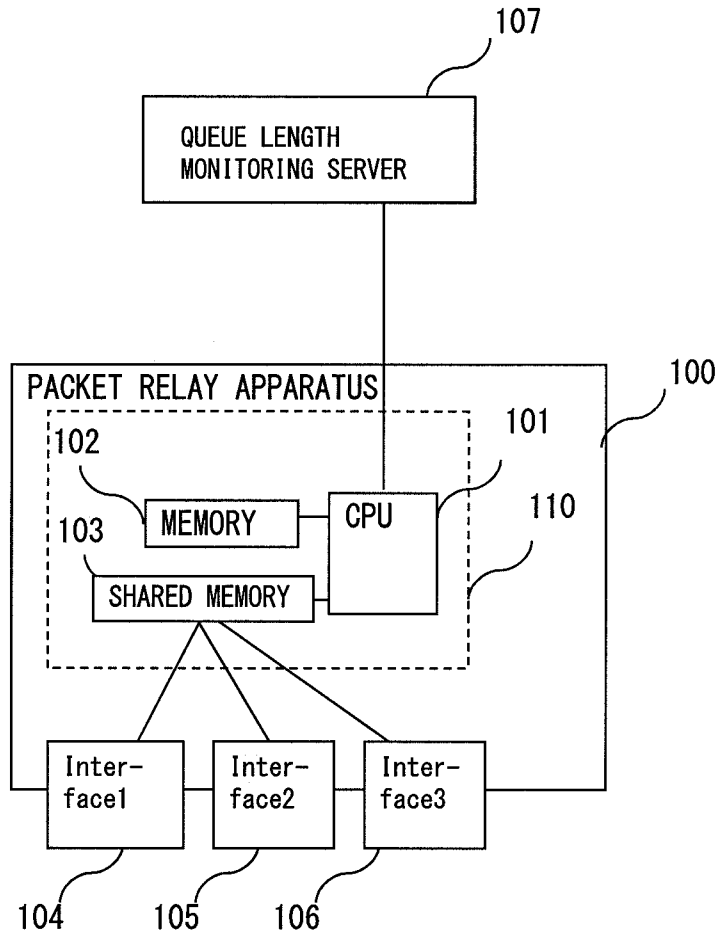 107
QUEUE LENGTH
MONITORING SERVER
PACKET RELAY APPARATUS
100
101
102
MEMORY
CPU
110
103
SHARED MEMORY
Inter-
face1
Inter-
face2
Inter-
face3
104
105
106